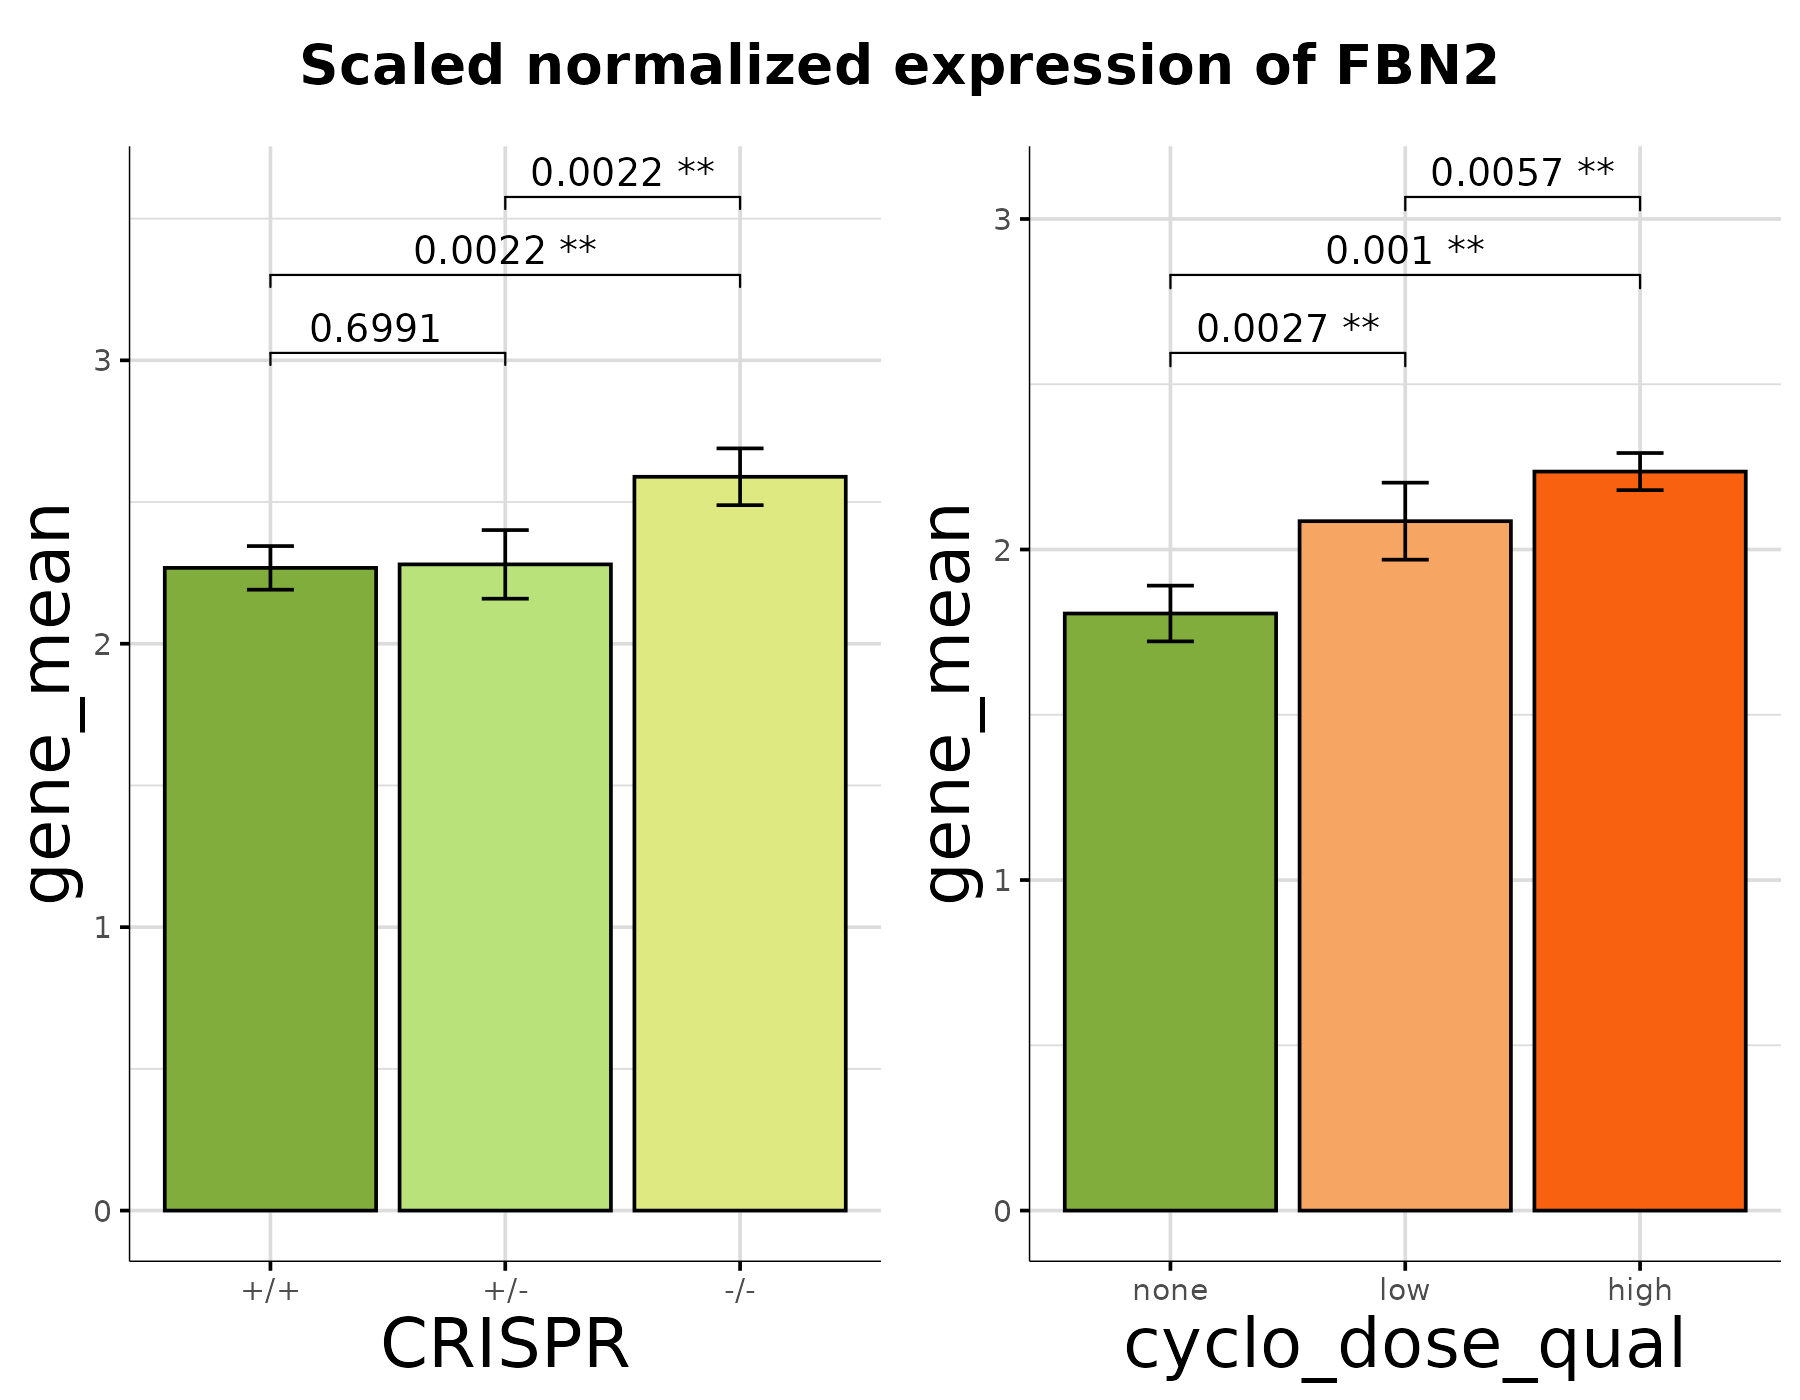 Scaled normalized expression of FBN2
gene_mean
3
2
1
0
0.0022 **
0.0022 **
0.6991
+/+ +/- -/-
CRISPR
gene_mean
3
2
1
0
0.0057 **
0.001 **
0.0027 **
none low high
cyclo_dose_qual